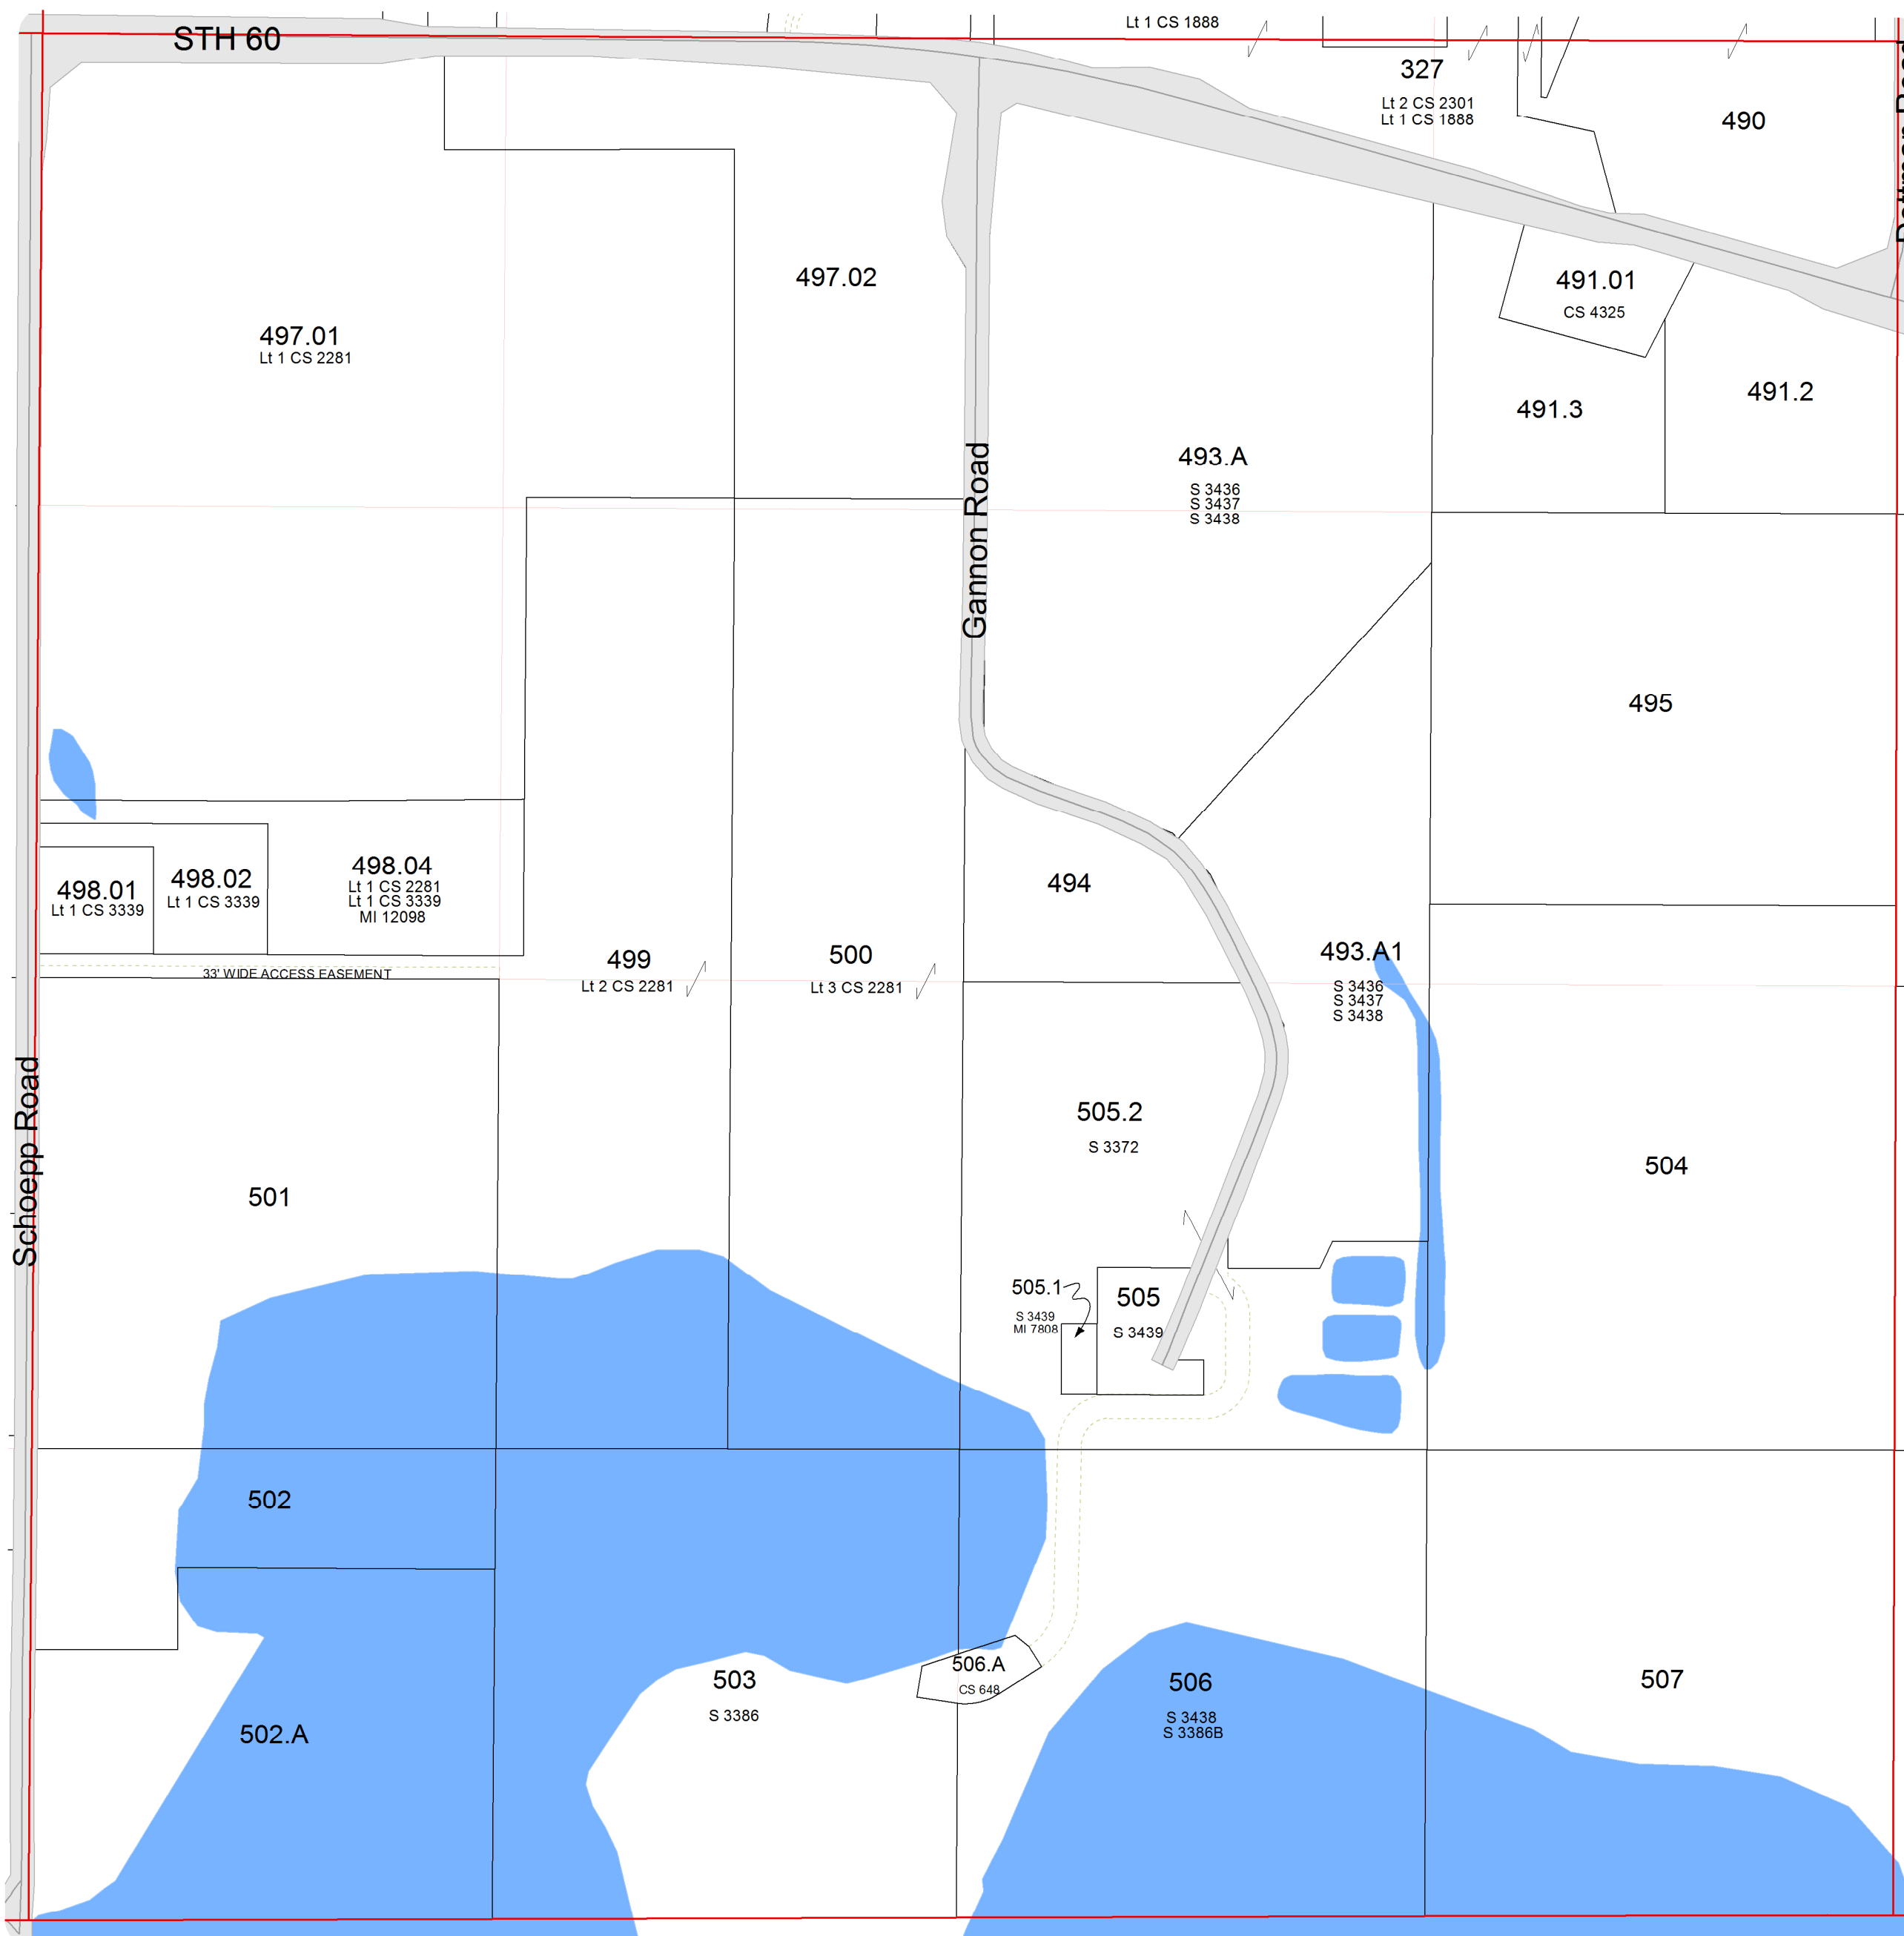 Lt 1 CS 1888
STH 60
327
Lt 2 CS 2301
Lt 1 CS 1888
490
497.02
491.01
CS 4325
497.01
Lt 1 CS 2281
491.2
491.3
493.A
S 3436
S 3437
S 3438
Gannon Road
495
498.04
Lt 1 CS 2281
Lt 1 CS 3339
MI 12098
498.02
Lt 1 CS 3339
498.01
Lt 1 CS 3339
494
493.A1
S 3436
S 3437
S 3438
499
Lt 2 CS 2281
500
Lt 3 CS 2281
33' WIDE ACCESS EASEMENT
505.2
S 3372
504
Schoepp Road
501
505.1
S 3439
MI 7808
505
S 3439
502
506.A
CS 648
503
S 3386
506
S 3438
S 3386B
507
502.A